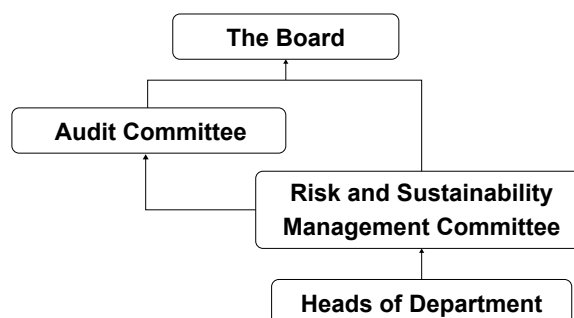 The Board
Audit Committee
Risk and Sustainability
Management Committee
Heads of Department